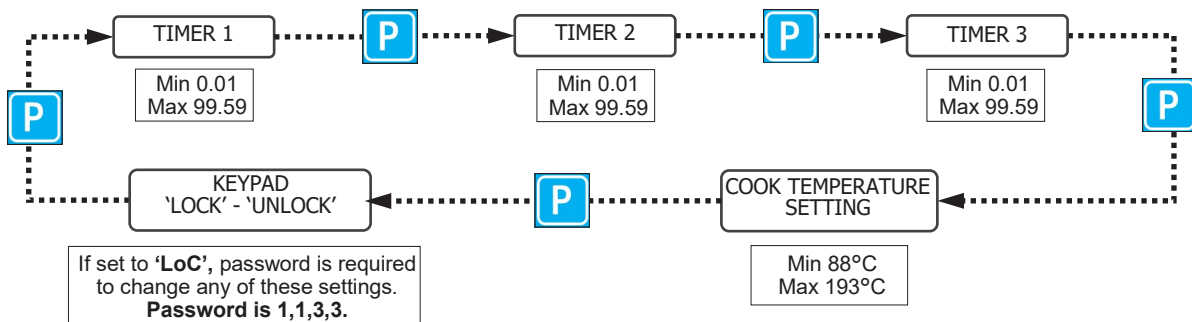 TIMER 1
P
TIMER 2
P
TIMER 3
Min 0.01
Max 99.59
Min 0.01
Max 99.59
Min 0.01
Max 99.59
P
P
KEYPAD
‘LOCK’ - ‘UNLOCK’
P
COOK TEMPERATURE
SETTING
If set to ‘LoC’, password is required
to change any of these settings.
Password is 1,1,3,3.
Min 88°C
Max 193°C